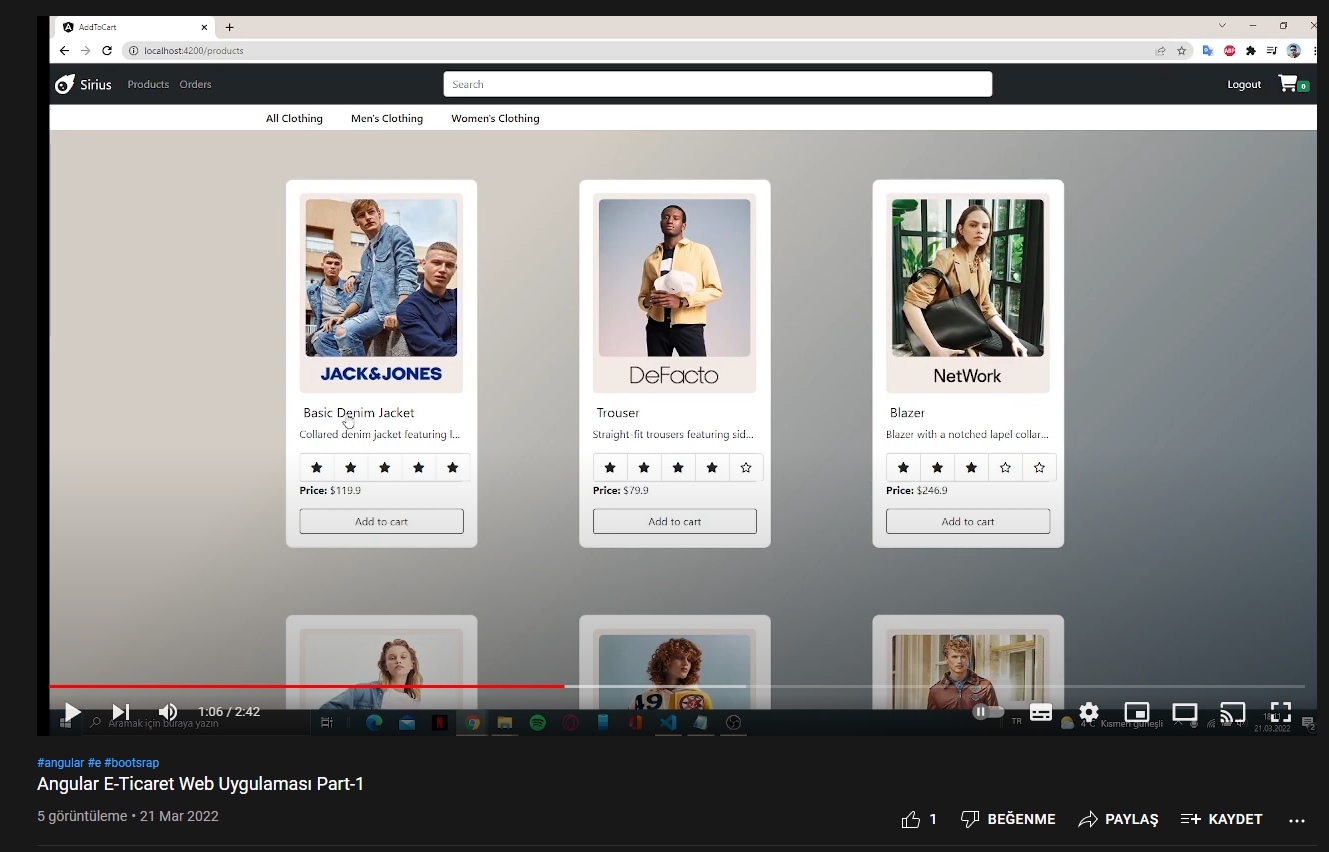 AddToCart
localhost:4200/products
Sirius Products Orders Search Logout 0
All Clothing Men's Clothing Women's Clothing
JACK&JONES DeFacto NetWork
Basic Denim Jacket Trouser Blazer
Collared denim jacket featuring l... Straight-fit trousers featuring sid... Blazer with a notched lapel collar...
Price: $119.9 Price: $79.9 Price: $246.9
Add to cart Add to cart Add to cart
49
1:06 / 2:42
Aramak için buraya yazın TR 4°C Kısmen güneşli
21.03.2022
#angular #e #bootsrap
Angular E-Ticaret Web Uygulaması Part-1
5 görüntüleme • 21 Mar 2022
1 BEĞENME PAYLAŞ KAYDET